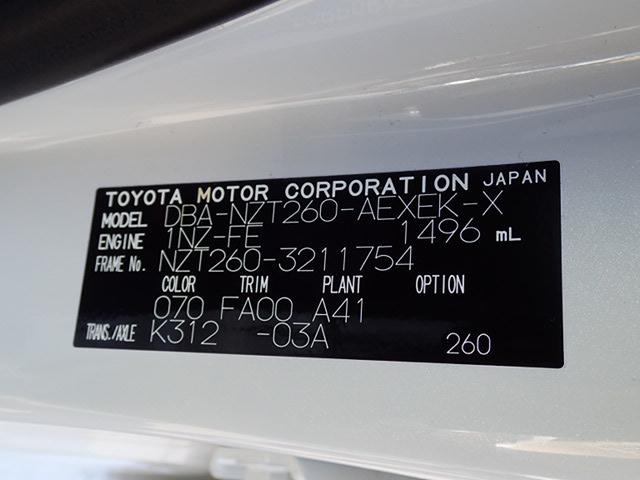 TOYOTA MOTOR CORPORATION JAPAN
MODEL DBA-NZT260-AEXEK-X
ENGINE 1NZ-FE 1496 mL
FRAME No. NZT260-3211754
COLOR TRIM PLANT OPTION
070 FA00 A41
TRANS./AXLE K312 -03A 260